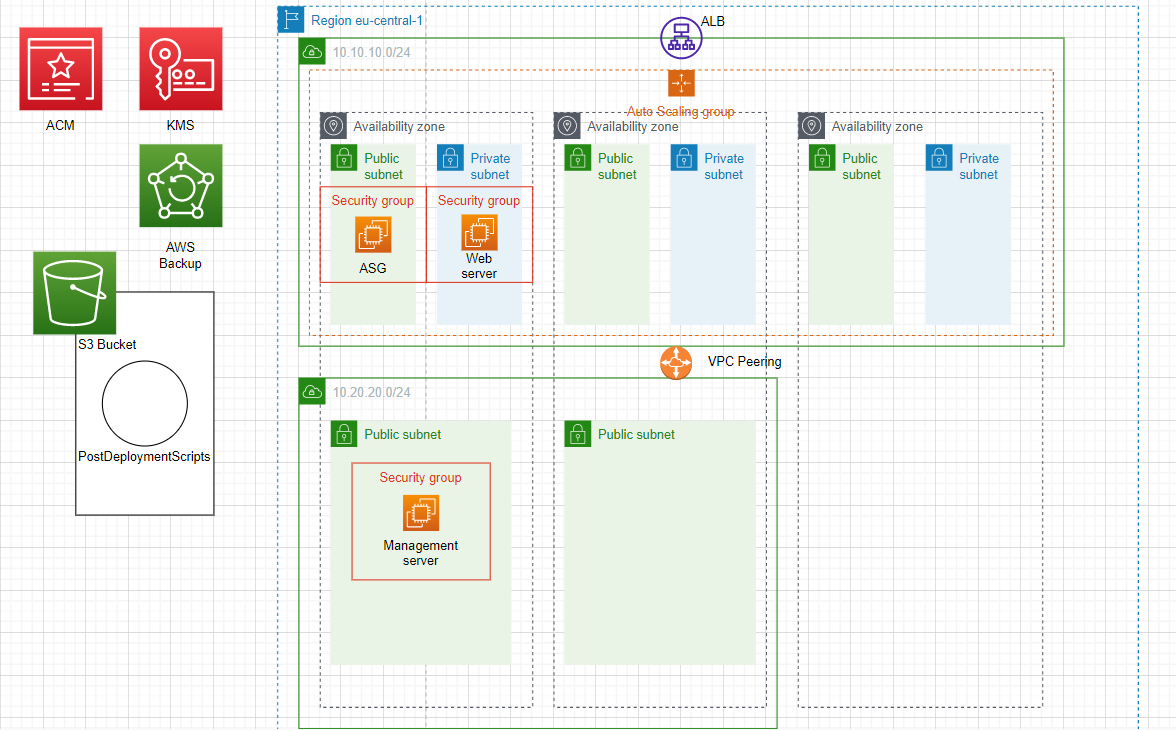 Region eu-central-1
ALB
10.10.10.0/24
Auto Scaling group
ACM
KMS
Availability zone
Availability zone
Availability zone
Public
subnet
Private
subnet
Public
subnet
Private
subnet
Public
subnet
Private
subnet
Security group
Security group
ASG
Web
server
AWS
Backup
S3 Bucket
PostDeploymentScripts
VPC Peering
10.20.20.0/24
Public subnet
Public subnet
Security group
Management
server